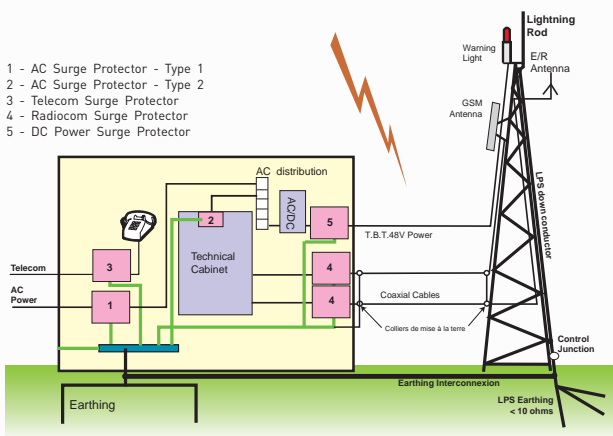 1 - AC Surge Protector - Type 1
2 - AC Surge Protector - Type 2
3 - Telecom Surge Protector
4 - Radiocom Surge Protector
5 - DC Power Surge Protector
Lightning
Rod
Warning
Light
E/R
Antenna
GSM
Antenna
LPS down conductor
AC distribution
AC/DC
2
5
T.B.T.48V Power
Technical
Cabinet
Telecom
3
4
AC
Power
1
4
Coaxial Cables
Colliers de mise à la terre
Control
Junction
Earthing Interconnexion
Earthing
LPS Earthing
< 10 ohms